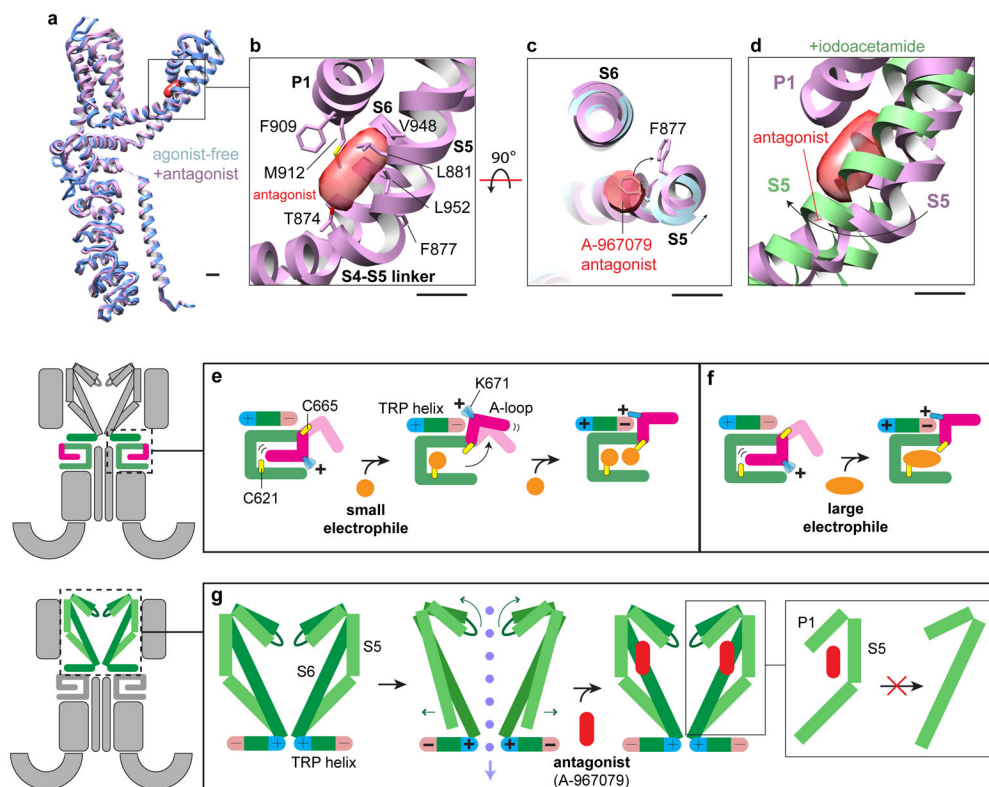 a
agonist-free
+antagonist
b
P1
F909
S6
V948
S5
M912
L881
antagonist
L952
T874
F877
S4-S5 linker
90°
c
S6
F877
S5
A-967079
antagonist
d
+iodoacetamide
P1
antagonist
S5
S5
e
C665
+
C621
small
electrophile
TRP helix
K671
+
A-loop
+
−
+
+
−
f
+
large
electrophile
+
+
−
g
S5
S6
−
+
+
−
TRP helix
−
+
+
−
antagonist
(A-967079)
−
+
+
−
P1
S5